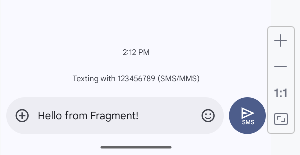 2:12 PM
Texting with 123456789 (SMS/MMS)
Hello from Fragment!
SMS
1:1